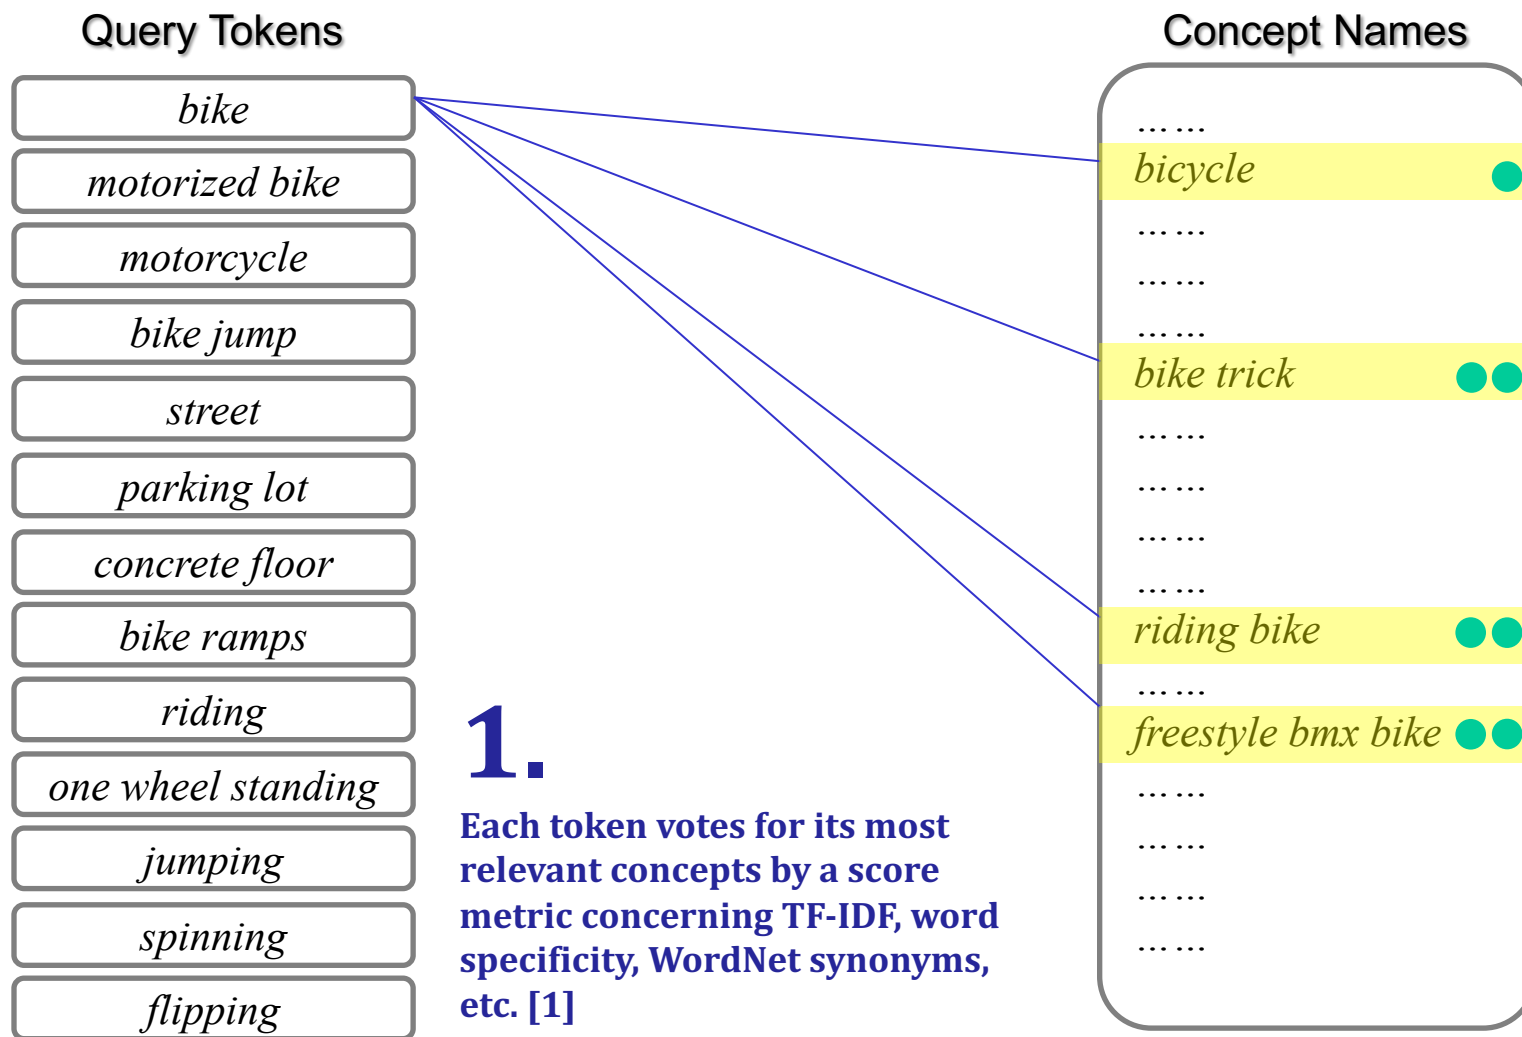 Query Tokens
bike
motorized bike
motorcycle
bike jump
street
parking lot
concrete floor
bike ramps
riding
one wheel standing
jumping
spinning
flipping
1.
Each token votes for its most
relevant concepts by a score
metric concerning TF-IDF, word
specificity, WordNet synonyms,
etc. [1]
Concept Names
……
bicycle
……
……
……
bike trick
……
……
……
……
riding bike
……
freestyle bmx bike
……
……
……
……